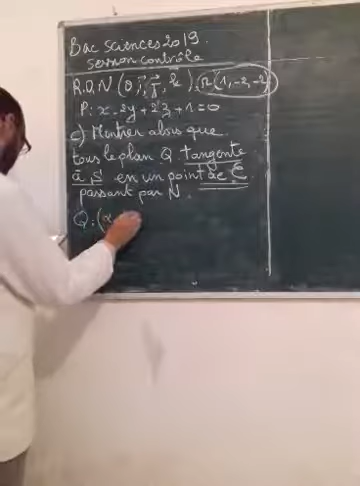 Bac Sciences 2019.
session contrôle
R.O.N (O, i, j, k), Ω(1, -2, -2)
P: x - 2y + 2z + 1 = 0
c) Montrer alors que
tous le plan Q tangente
à S en un point de C
passant par N.
Q: (x